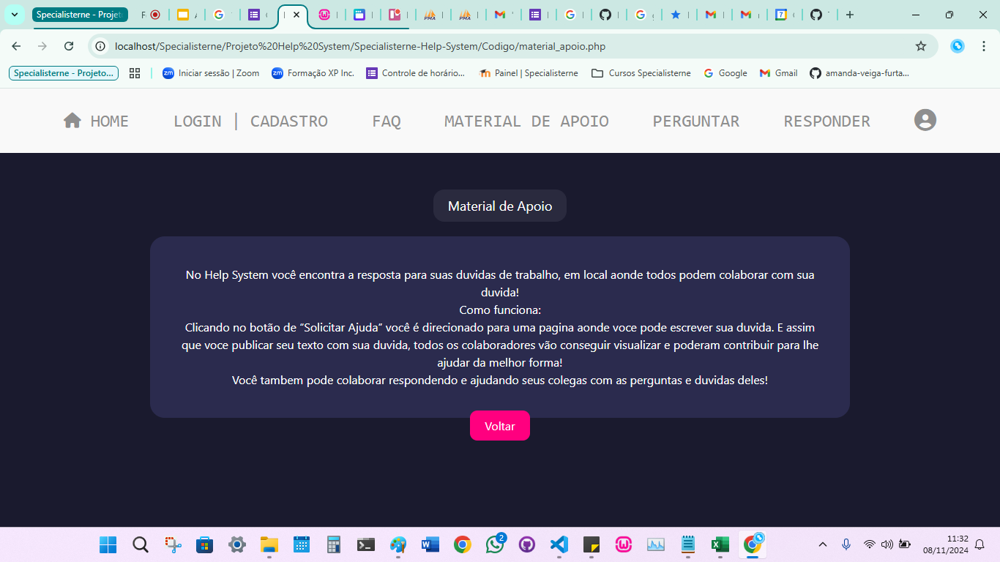 Specialisterne - Projet
localhost/Specialisterne/Projeto%20Help%20System/Specialisterne-Help-System/Codigo/material_apoio.php
Specialisterne - Projeto...
Iniciar sessão | Zoom
Formação XP Inc.
Controle de horário...
Painel | Specialisterne
Cursos Specialisterne
Google
Gmail
amanda-veiga-furta...
HOME
LOGIN | CADASTRO
FAQ
MATERIAL DE APOIO
PERGUNTAR
RESPONDER
Material de Apoio
No Help System você encontra a resposta para suas duvidas de trabalho, em local aonde todos podem colaborar com sua
duvida!
Como funciona:
Clicando no botão de “Solicitar Ajuda” você é direcionado para uma pagina aonde voce pode escrever sua duvida. E assim
que voce publicar seu texto com sua duvida, todos os colaboradores vão conseguir visualizar e poderam contribuir para lhe
ajudar da melhor forma!
Você tambem pode colaborar respondendo e ajudando seus colegas com as perguntas e duvidas deles!
Voltar
2
11:32
08/11/2024